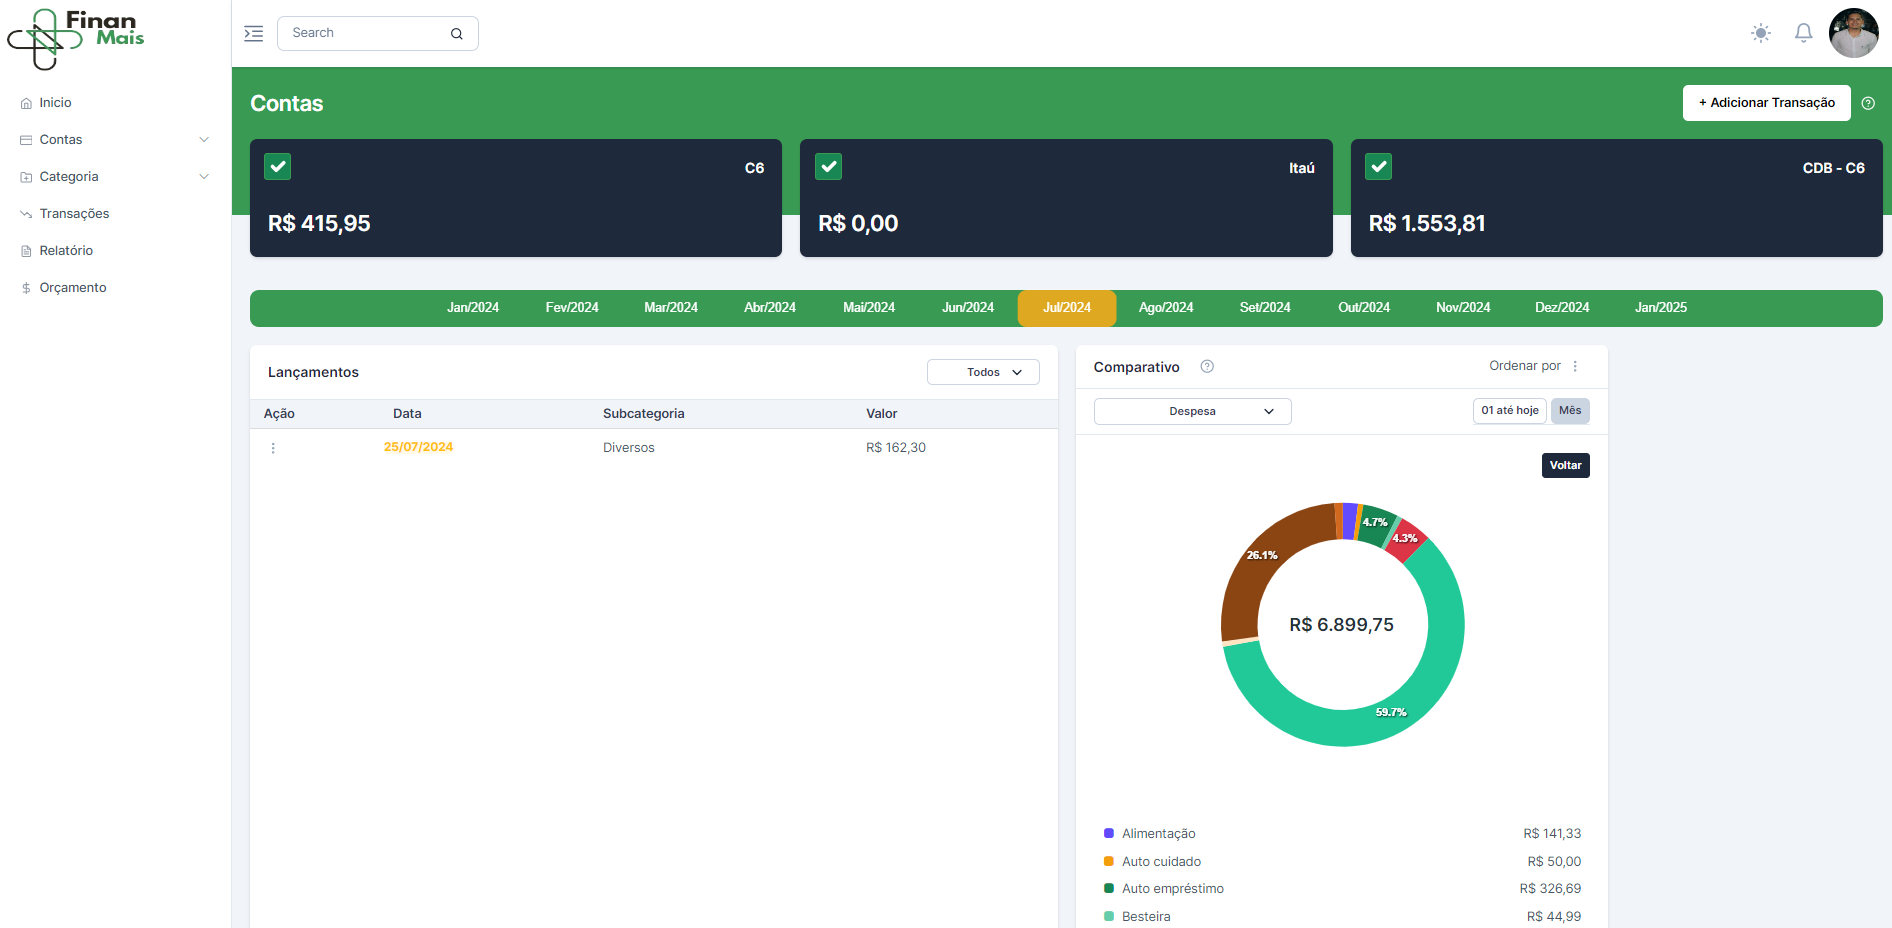 Finan
Mais
Search
Inicio
Contas
Categoria
Transações
Relatório
Orçamento
Contas
+ Adicionar Transação
C6
R$ 415,95
Itaú
R$ 0,00
CDB - C6
R$ 1.553,81
Jan/2024 Fev/2024 Mar/2024 Abr/2024 Mai/2024 Jun/2024 Jul/2024 Ago/2024 Set/2024 Out/2024 Nov/2024 Dez/2024 Jan/2025
Lançamentos
Todos
Ação Data Subcategoria Valor
25/07/2024 Diversos R$ 162,30
Comparativo
Ordenar por
Despesa
01 até hoje Mês
Voltar
4.7%
4.3%
26.1%
R$ 6.899,75
59.7%
Alimentação R$ 141,33
Auto cuidado R$ 50,00
Auto empréstimo R$ 326,69
Besteira R$ 44,99